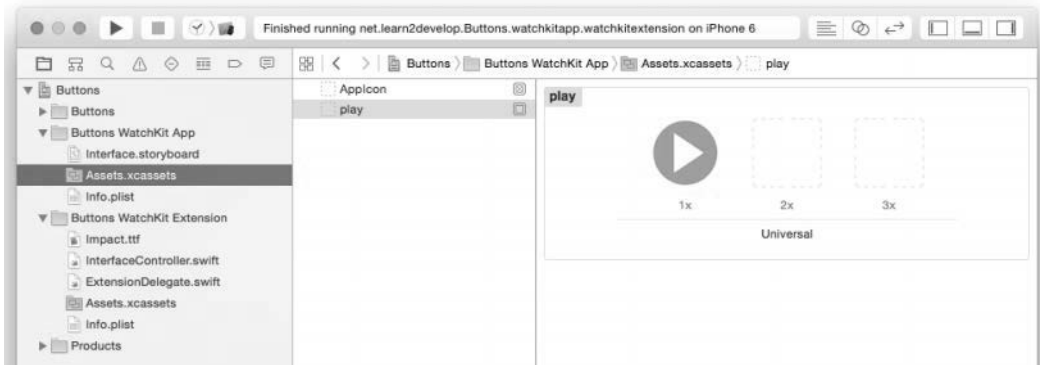 Finished running net.learn2develop.Buttons.watchkitapp.watchkitextension on iPhone 6
Buttons
Buttons WatchKit App
Assets.xcassets
play
Buttons
Buttons
Buttons WatchKit App
Interface.storyboard
Assets.xcassets
Info.plist
Buttons WatchKit Extension
Impact.ttf
InterfaceController.swift
ExtensionDelegate.swift
Assets.xcassets
Info.plist
Products
AppIcon
play
play
1x
2x
3x
Universal